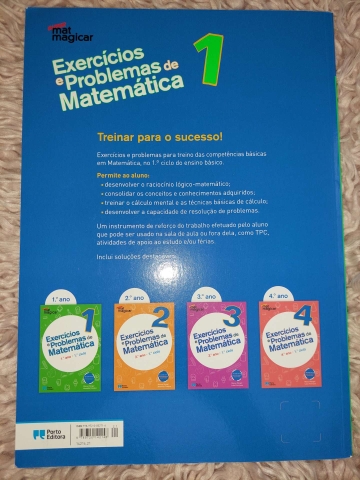 mat
magicar
Exercícios
e Problemas de
Matemática
1
Treinar para o sucesso!
Exercícios e problemas para treino das competências básicas
em Matemática, no 1.º ciclo do ensino básico.
Permite ao aluno:
• desenvolver o raciocínio lógico-matemático;
• consolidar os conceitos e conhecimentos adquiridos;
• treinar o cálculo mental e as técnicas básicas de cálculo;
• desenvolver a capacidade de resolução de problemas.
Um instrumento de reforço do trabalho efetuado pelo aluno
que pode ser usado na sala de aula ou fora dela, como TPC,
atividades de apoio ao estudo e/ou férias.
Inclui soluções destacáveis.
1.º ano
2.º ano
3.º ano
4.º ano
Exercícios
e Problemas de
Matemática
1
Exercícios
e Problemas de
Matemática
2
Exercícios
e Problemas de
Matemática
3
Exercícios
e Problemas de
Matemática
4
Porto
Editora